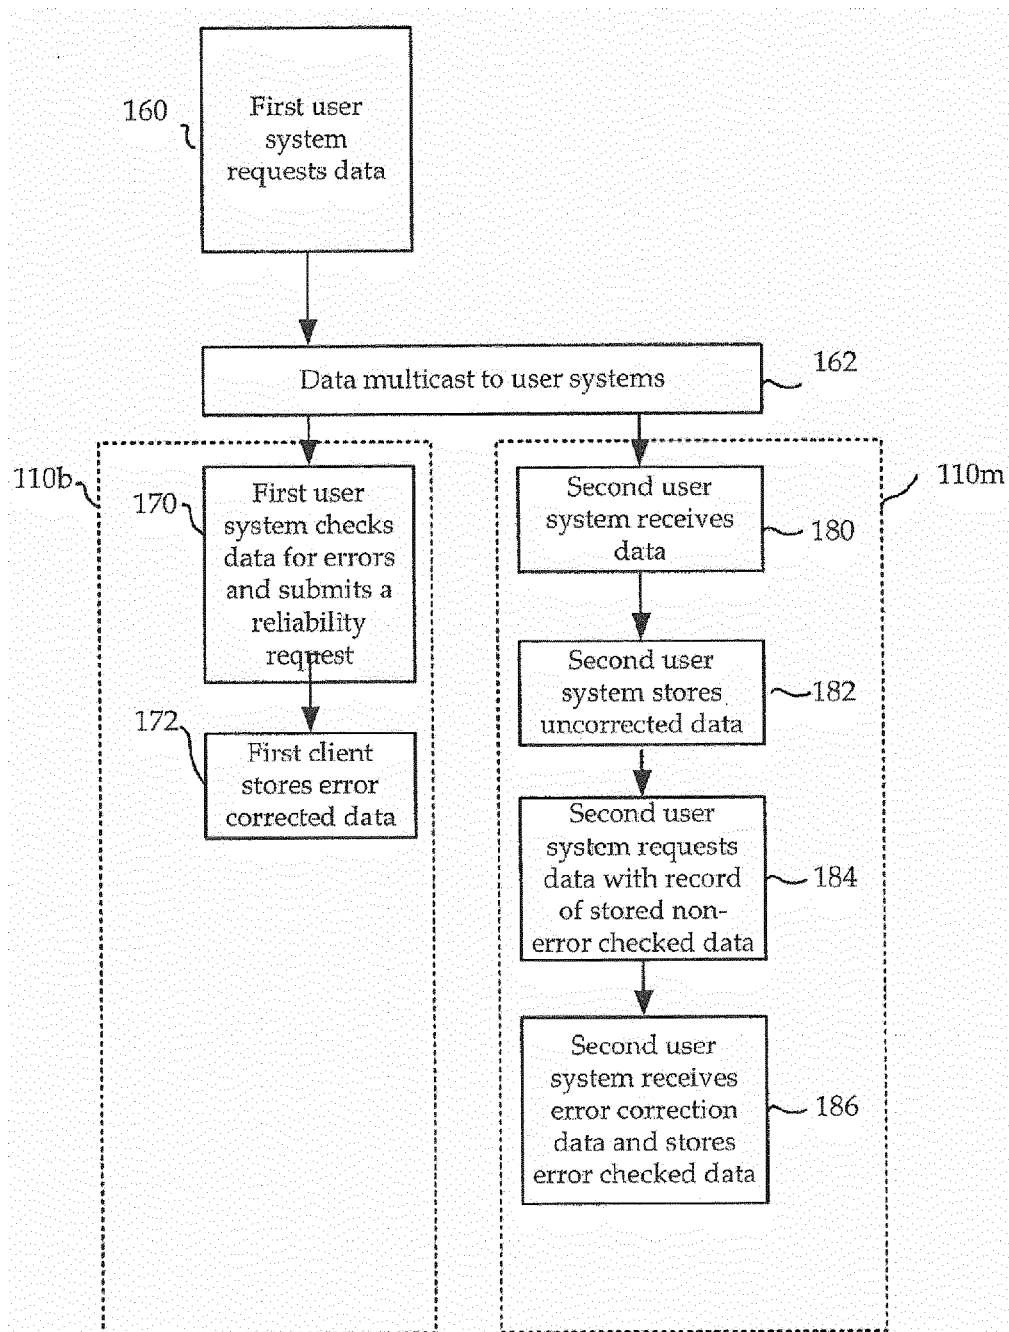 160
First user
system
requests data
Data multicast to user systems
162
110b
170
First user
system checks
data for errors
and submits a
reliability
request
172
First client
stores error
corrected data
110m
Second user
system receives
data
180
Second user
system stores
uncorrected data
182
Second user
system requests
data with record
of stored non-
error checked data
184
Second user
system receives
error correction
data and stores
error checked data
186